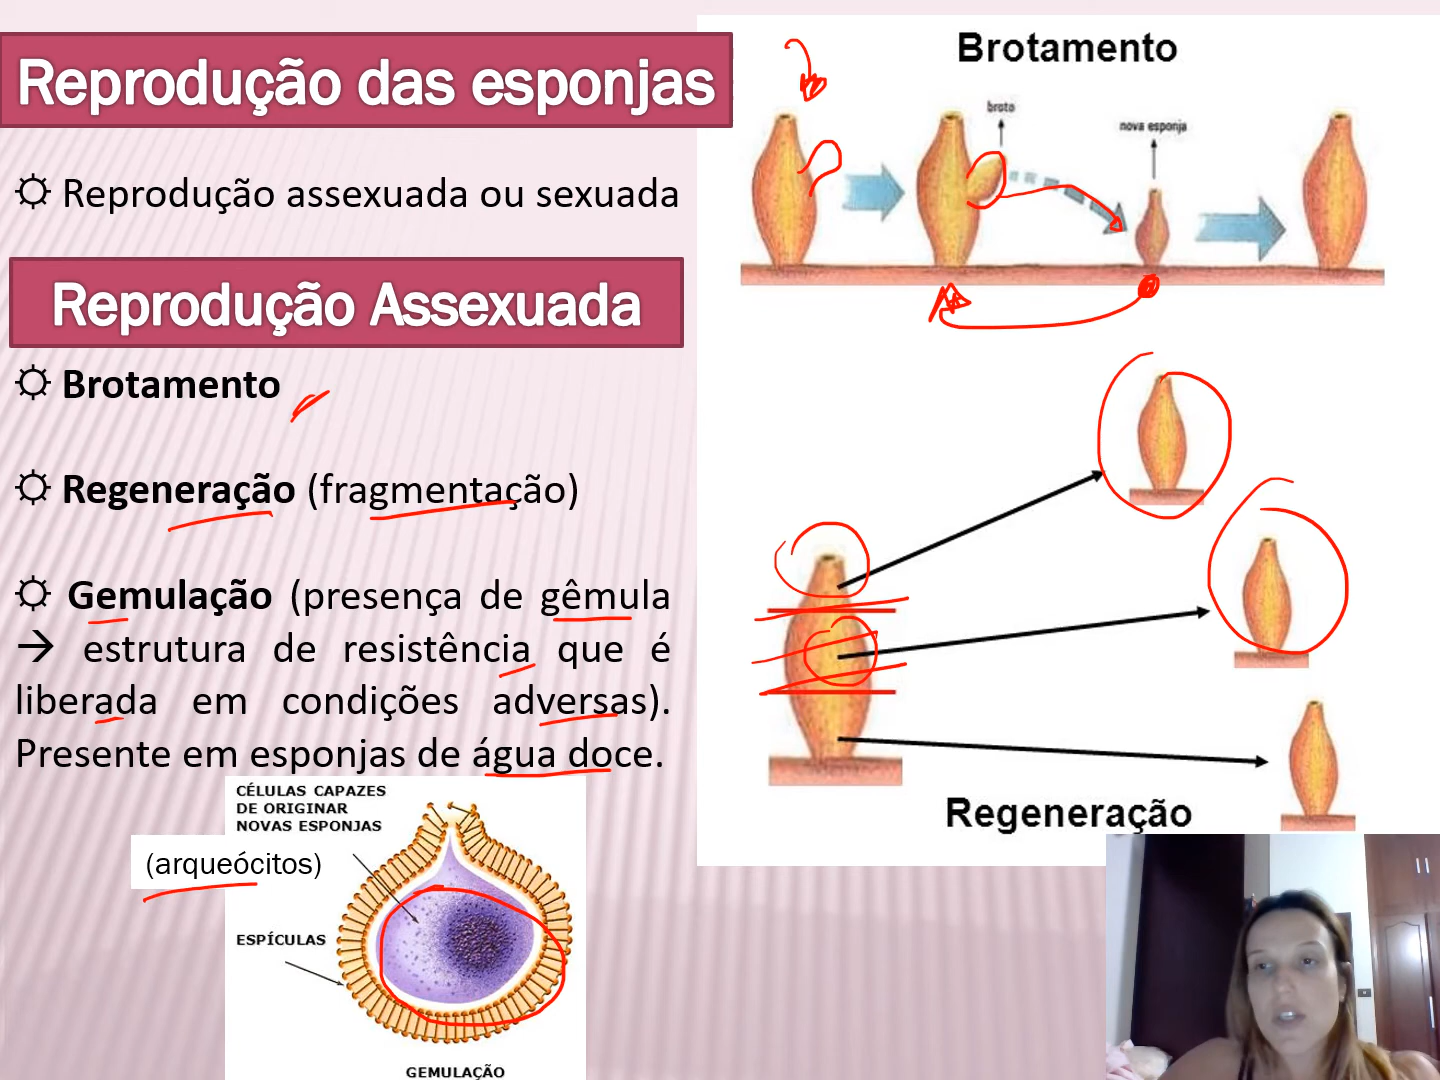 Reprodução das esponjas
☼ Reprodução assexuada ou sexuada
Reprodução Assexuada
☼ Brotamento
☼ Regeneração (fragmentação)
☼ Gemulação (presença de gêmula
→ estrutura de resistência que é
liberada em condições adversas).
Presente em esponjas de água doce.
CÉLULAS CAPAZES
DE ORIGINAR
NOVAS ESPONJAS
(arqueócitos)
ESPÍCULAS
GEMULAÇÃO
Brotamento
broto
nova esponja
Regeneração